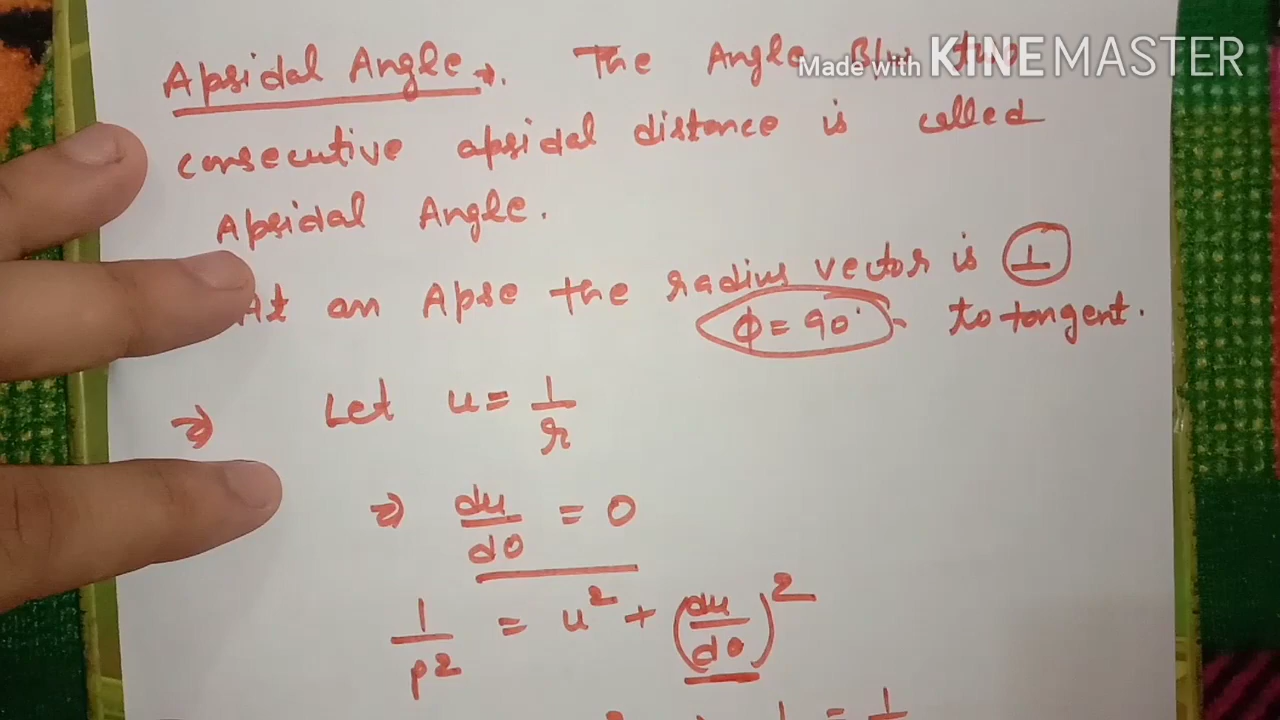 Apsidal Angle →. The Angle
Made with KINEMASTER
consecutive apsidal distance is called
Apsidal Angle.
At an Apse the radius vector is ⊥
ϕ = 90° to tangent.
⇒ Let u = 1/r
⇒ du/dθ = 0
1/p² = u² + (du/dθ)²